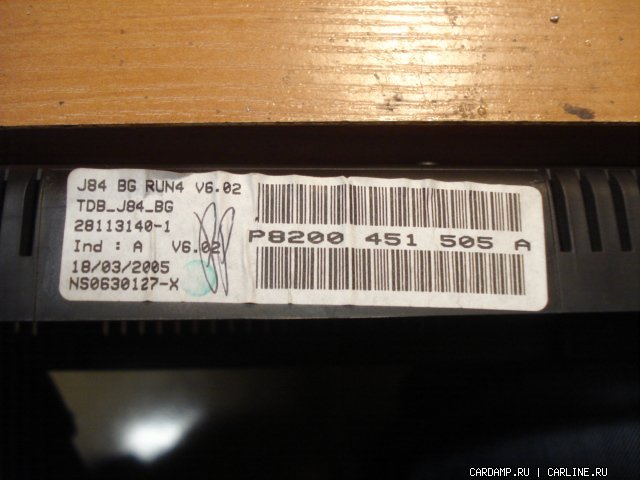 J84 BG RUN4 V6.02
TDB_J84_BG
28113140-1
Ind : A V6.02
18/03/2005
NS0630127-X
P8200 451 505 A
CARDAMP.RU | CARLINE.RU